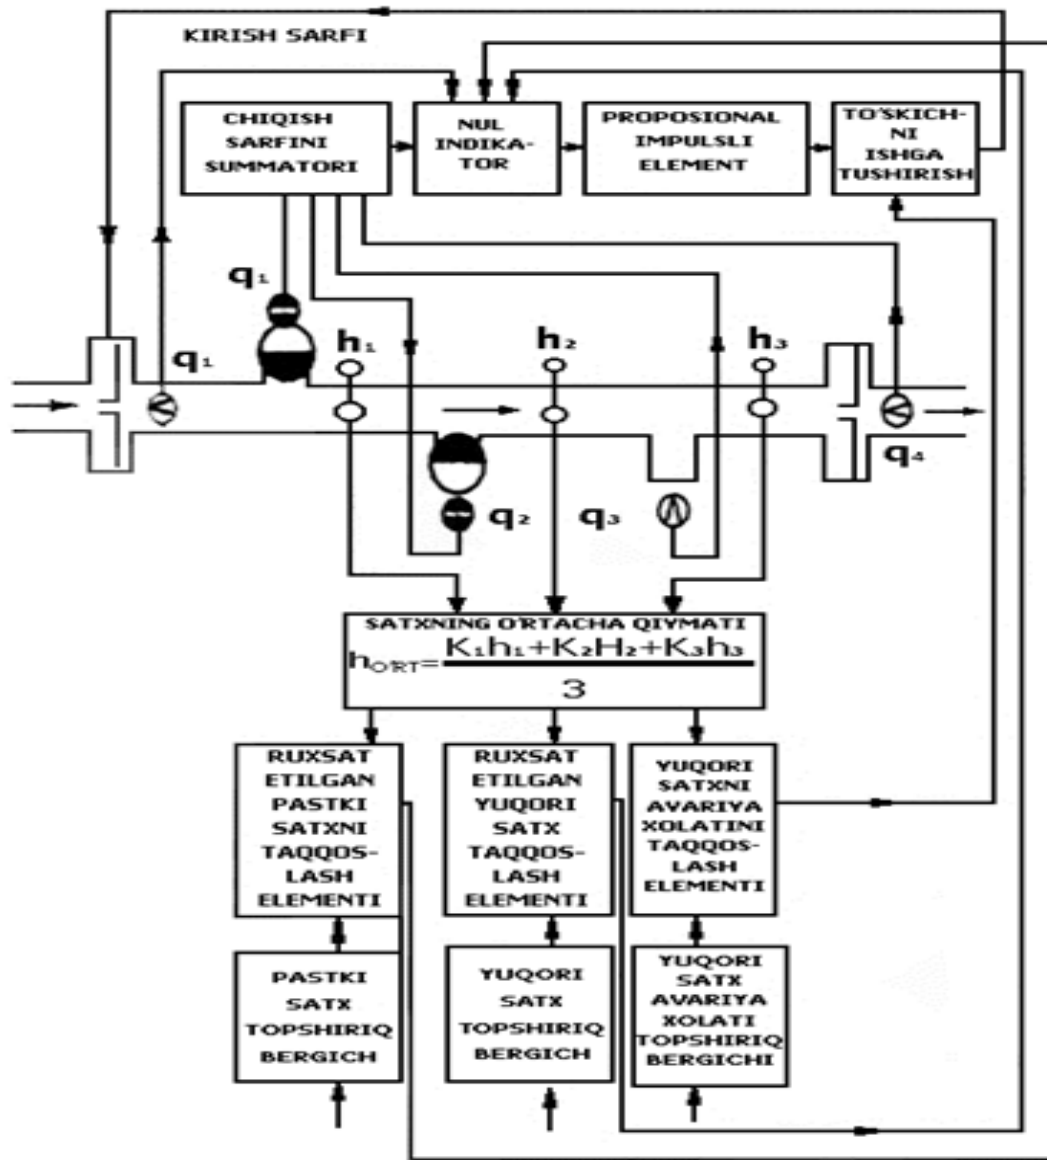 KIRISH SARFI
CHIQISH
SARFINI
SUMMATORI
NUL
INDIKA-
TOR
PROPOSIONAL
IMPULSLI
ELEMENT
TO'SKICH-
NI
ISHGA
TUSHIRISH
q₁
q₁
h₁
h₂
h₃
q₂
q₃
q₄
SATXNING O'RTACHA QIYMATI
hO'RT= K₁h₁+K₂H₂+K₃h₃
3
RUXSAT
ETILGAN
PASTKI
SATXNI
TAQQOS-
LASH
ELEMENTI
RUXSAT
ETILGAN
YUQORI
SATX
TAQQOS-
LASH
ELEMENTI
YUQORI
SATXNI
AVARIYA
XOLATINI
TAQQOS-
LASH
ELEMENTI
PASTKI
SATX
TOPSHIRIQ
BERGICH
YUQORI
SATX
TOPSHIRIQ
BERGICH
YUQORI
SATX
AVARIYA
XOLATI
TOPSHIRIQ
BERGICHI